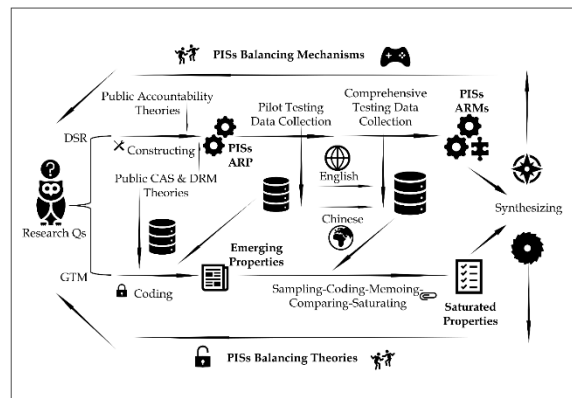 PISs Balancing Mechanisms
Public Accountability
Theories
Pilot Testing
Data Collection
Comprehensive
Testing Data
Collection
PISs
ARMs
DSR
Constructing
PISs
ARP
Public CAS & DRM
Theories
English
Chinese
?
Research Qs
Synthesizing
Emerging
Properties
GTM
Coding
Sampling-Coding-Memoing-
Comparing-Saturating
Saturated
Properties
PISs Balancing Theories